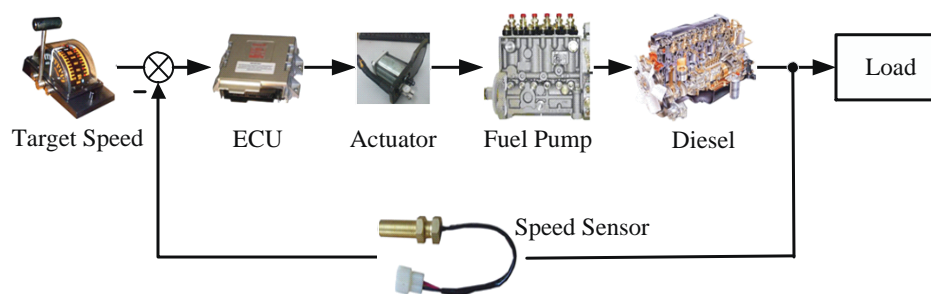 Target Speed
ECU
Actuator
Fuel Pump
Diesel
Load
Speed Sensor